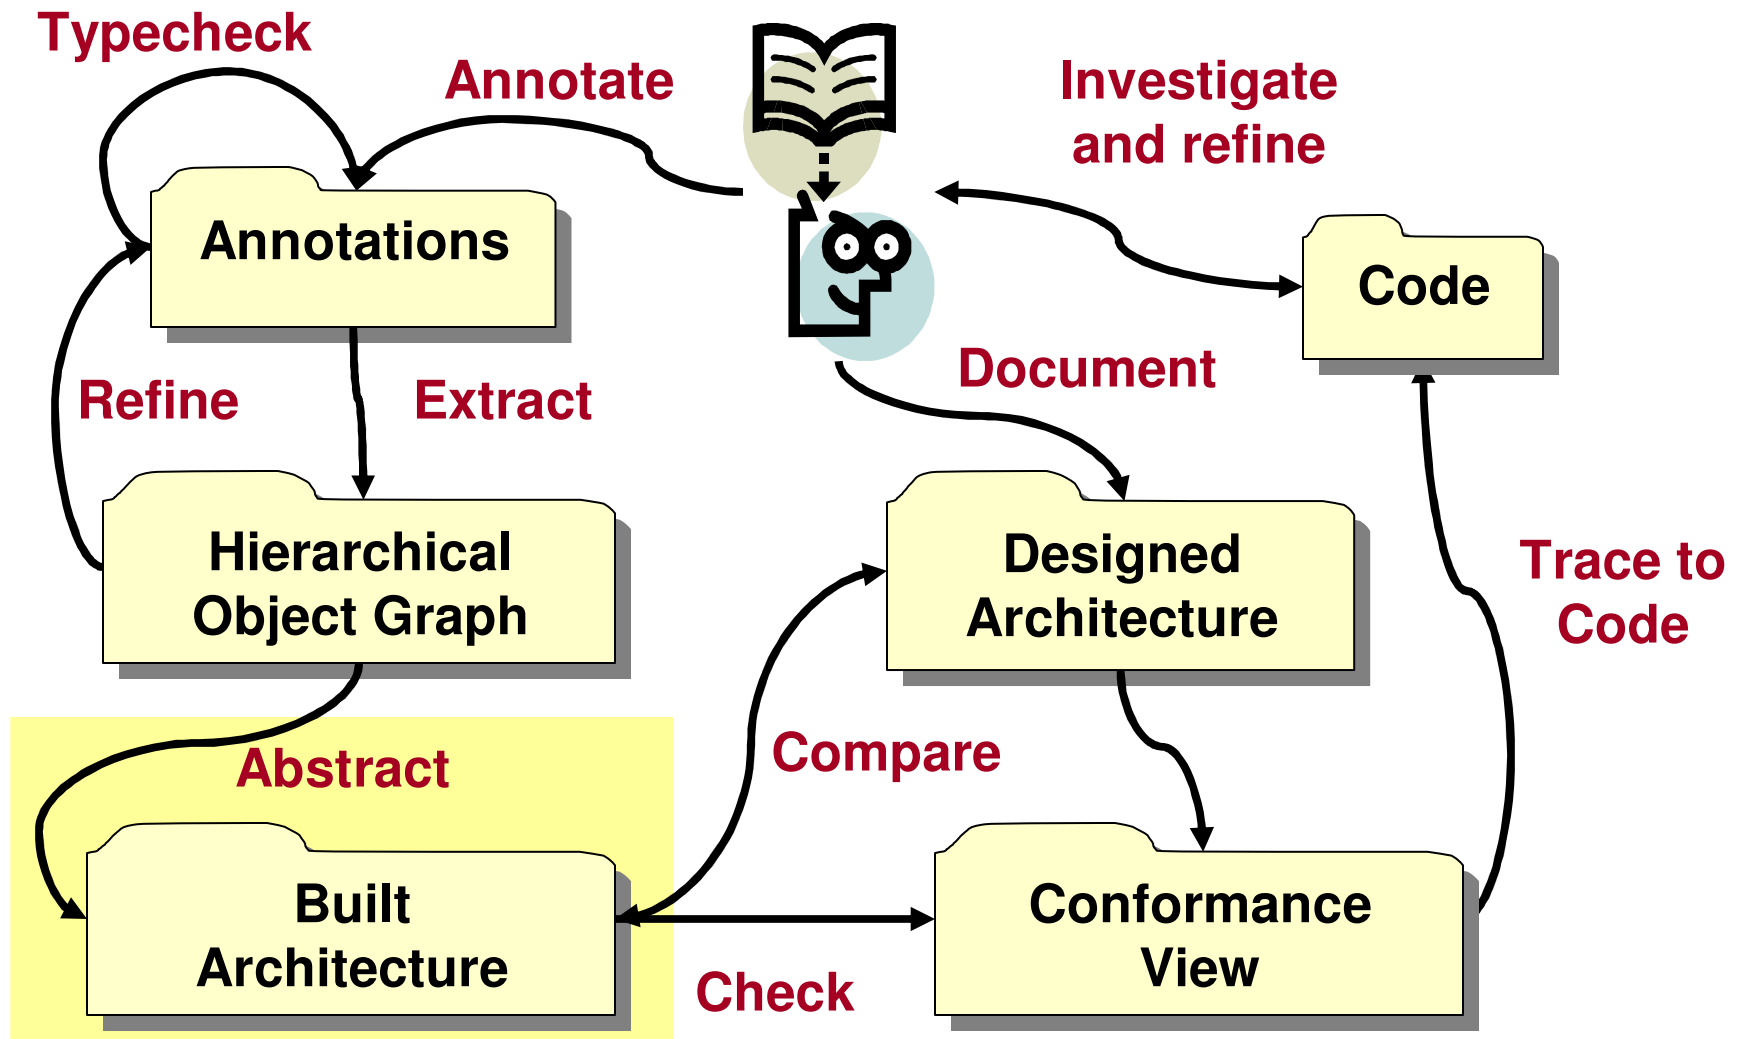 Typecheck
Annotate
Investigate
and refine
Annotations
Code
Document
Refine
Extract
Hierarchical
Object Graph
Designed
Architecture
Trace to
Code
Abstract
Compare
Built
Architecture
Conformance
View
Check